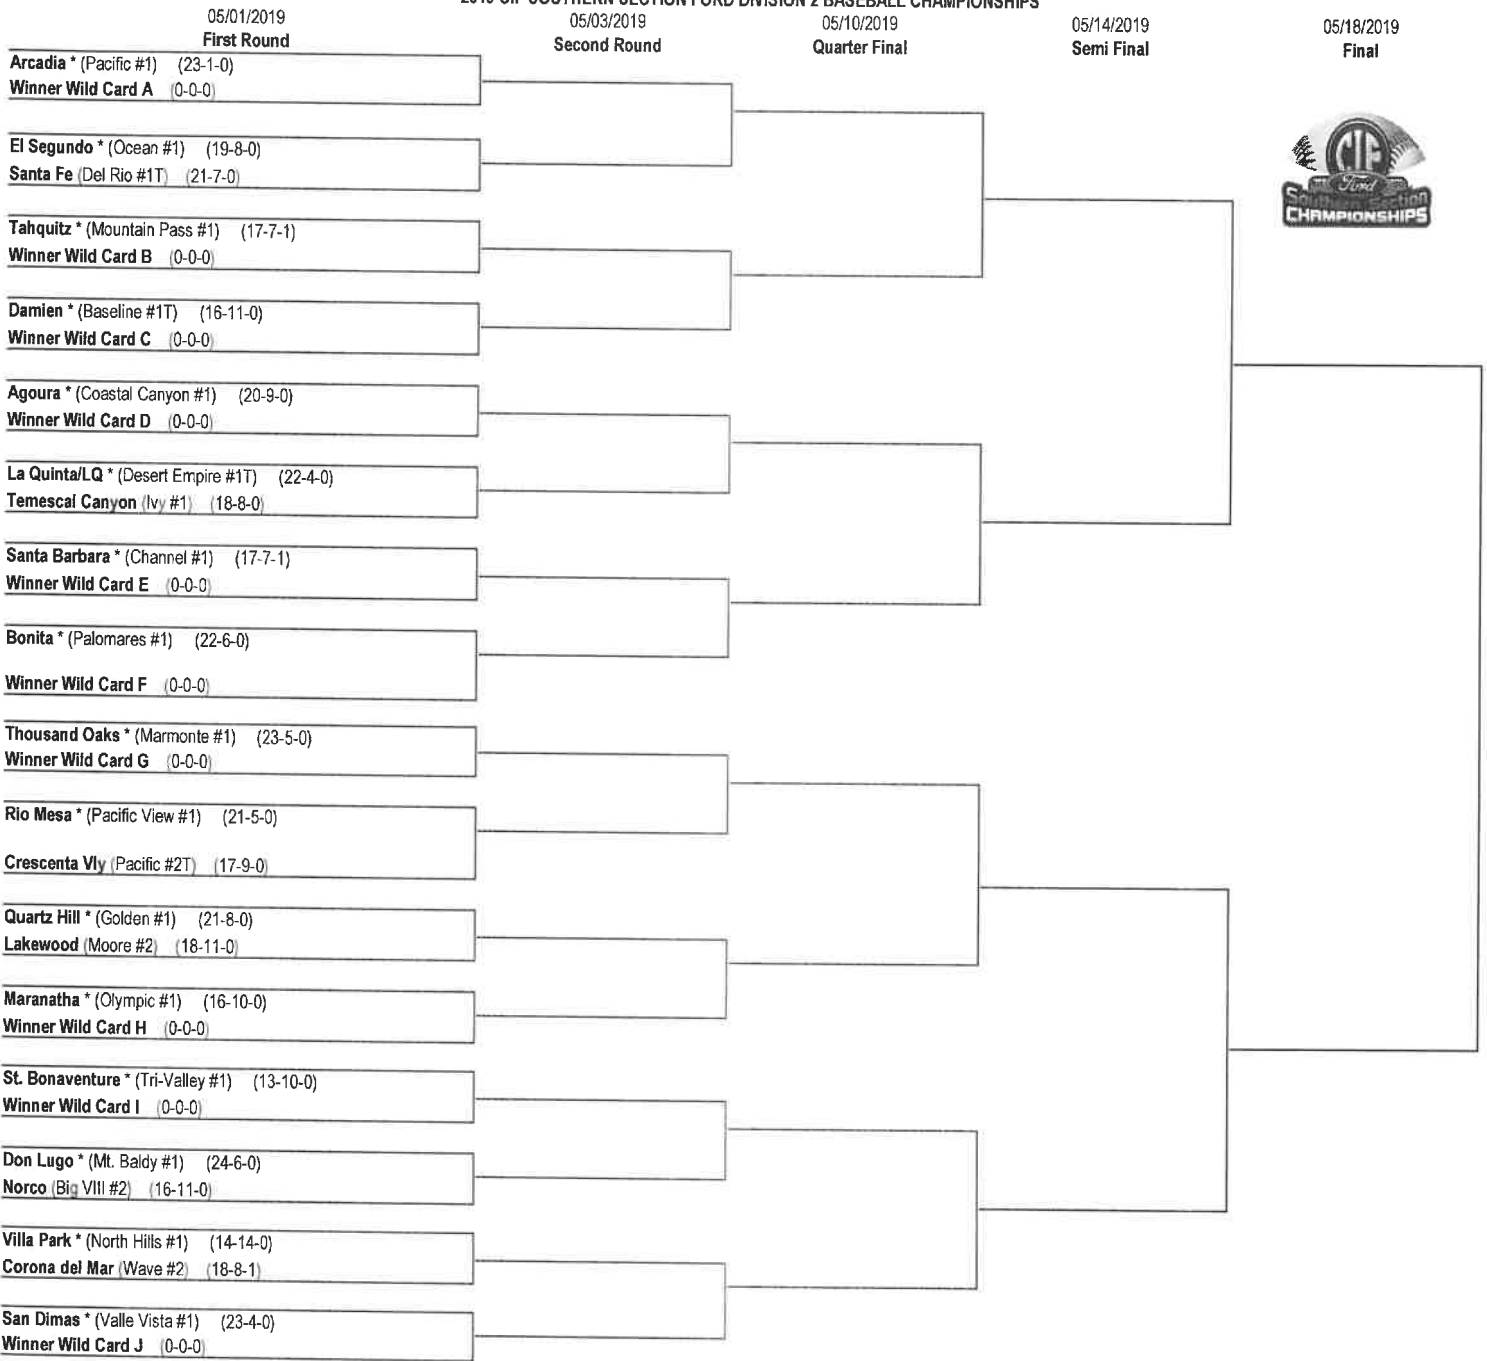 2019 CIF SOUTHERN SECTION FORD DIVISION 2 BASEBALL CHAMPIONSHIPS
05/01/2019
First Round
05/03/2019
Second Round
05/10/2019
Quarter Final
05/14/2019
Semi Final
05/18/2019
Final
Arcadia * (Pacific #1) (23-1-0)
Winner Wild Card A (0-0-0)
El Segundo * (Ocean #1) (19-8-0)
Santa Fe (Del Rio #1T) (21-7-0)
Tahquitz * (Mountain Pass #1) (17-7-1)
Winner Wild Card B (0-0-0)
Damien * (Baseline #1T) (16-11-0)
Winner Wild Card C (0-0-0)
Agoura * (Coastal Canyon #1) (20-9-0)
Winner Wild Card D (0-0-0)
La Quinta/LQ * (Desert Empire #1T) (22-4-0)
Temescal Canyon (Ivy #1) (18-8-0)
Santa Barbara * (Channel #1) (17-7-1)
Winner Wild Card E (0-0-0)
Bonita * (Palomares #1) (22-6-0)
Winner Wild Card F (0-0-0)
Thousand Oaks * (Marmonte #1) (23-5-0)
Winner Wild Card G (0-0-0)
Rio Mesa * (Pacific View #1) (21-5-0)
Crescenta Vly (Pacific #2T) (17-9-0)
Quartz Hill * (Golden #1) (21-8-0)
Lakewood (Moore #2) (18-11-0)
Maranatha * (Olympic #1) (16-10-0)
Winner Wild Card H (0-0-0)
St. Bonaventure * (Tri-Valley #1) (13-10-0)
Winner Wild Card I (0-0-0)
Don Lugo * (Mt. Baldy #1) (24-6-0)
Norco (Big VIII #2) (16-11-0)
Villa Park * (North Hills #1) (14-14-0)
Corona del Mar (Wave #2) (18-8-1)
San Dimas * (Valle Vista #1) (23-4-0)
Winner Wild Card J (0-0-0)
CIF
Ford
Southern Section
CHAMPIONSHIPS